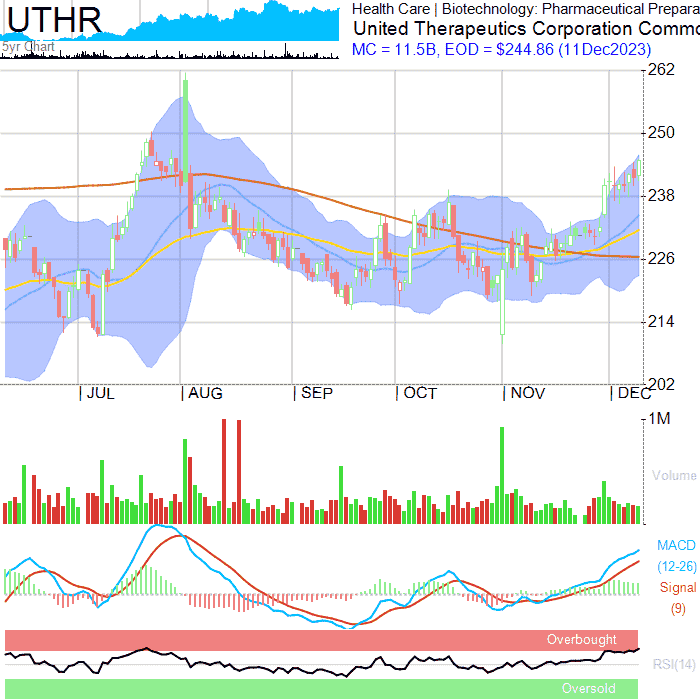 UTHR
5yr Chart
Health Care | Biotechnology: Pharmaceutical Prepara
United Therapeutics Corporation Commo
MC = 11.5B, EOD = $244.86 (11Dec2023)
262
250
238
226
214
202
JUL
AUG
SEP
OCT
NOV
DEC
1M
Volume
MACD
(12-26)
Signal
(9)
Overbought
RSI(14)
Oversold